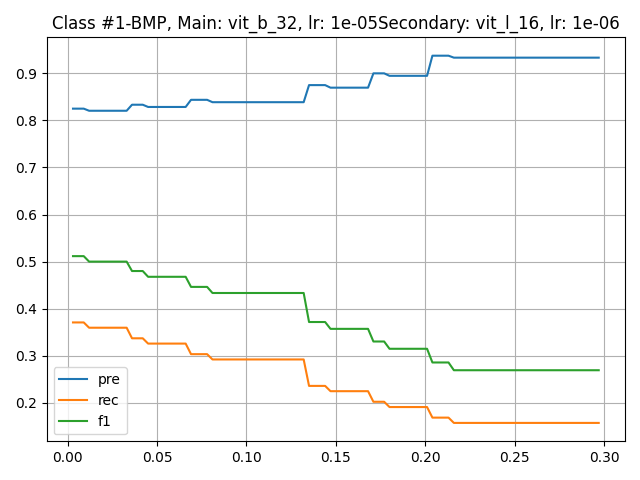 Class #1-BMP, Main: vit_b_32, lr: 1e-05Secondary: vit_l_16, lr: 1e-06
0.9
0.8
0.7
0.6
0.5
0.4
0.3
0.2
pre
rec
f1
0.00 0.05 0.10 0.15 0.20 0.25 0.30